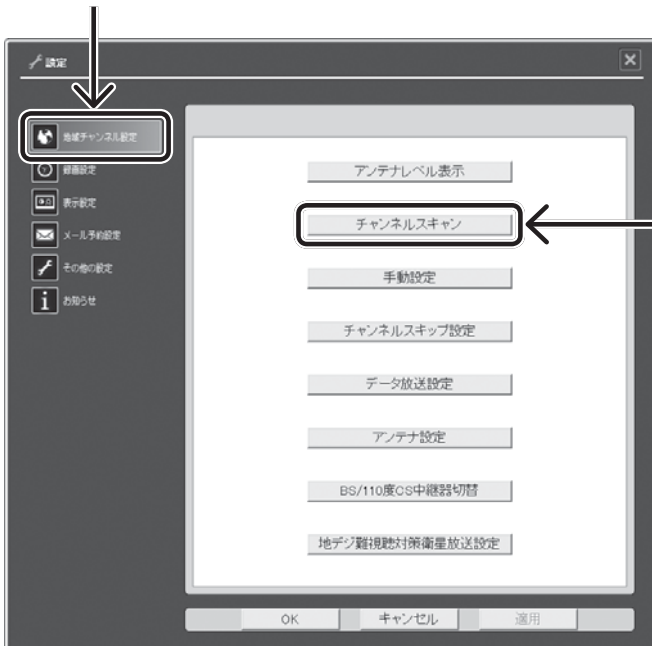 設定
地域チャンネル設定
録画設定
表示設定
メール予約設定
その他の設定
お知らせ
アンテナレベル表示
チャンネルスキャン
手動設定
チャンネルスキップ設定
データ放送設定
アンテナ設定
BS/110度CS中継器切替
地デジ難視聴対策衛星放送設定
OK
キャンセル
適用